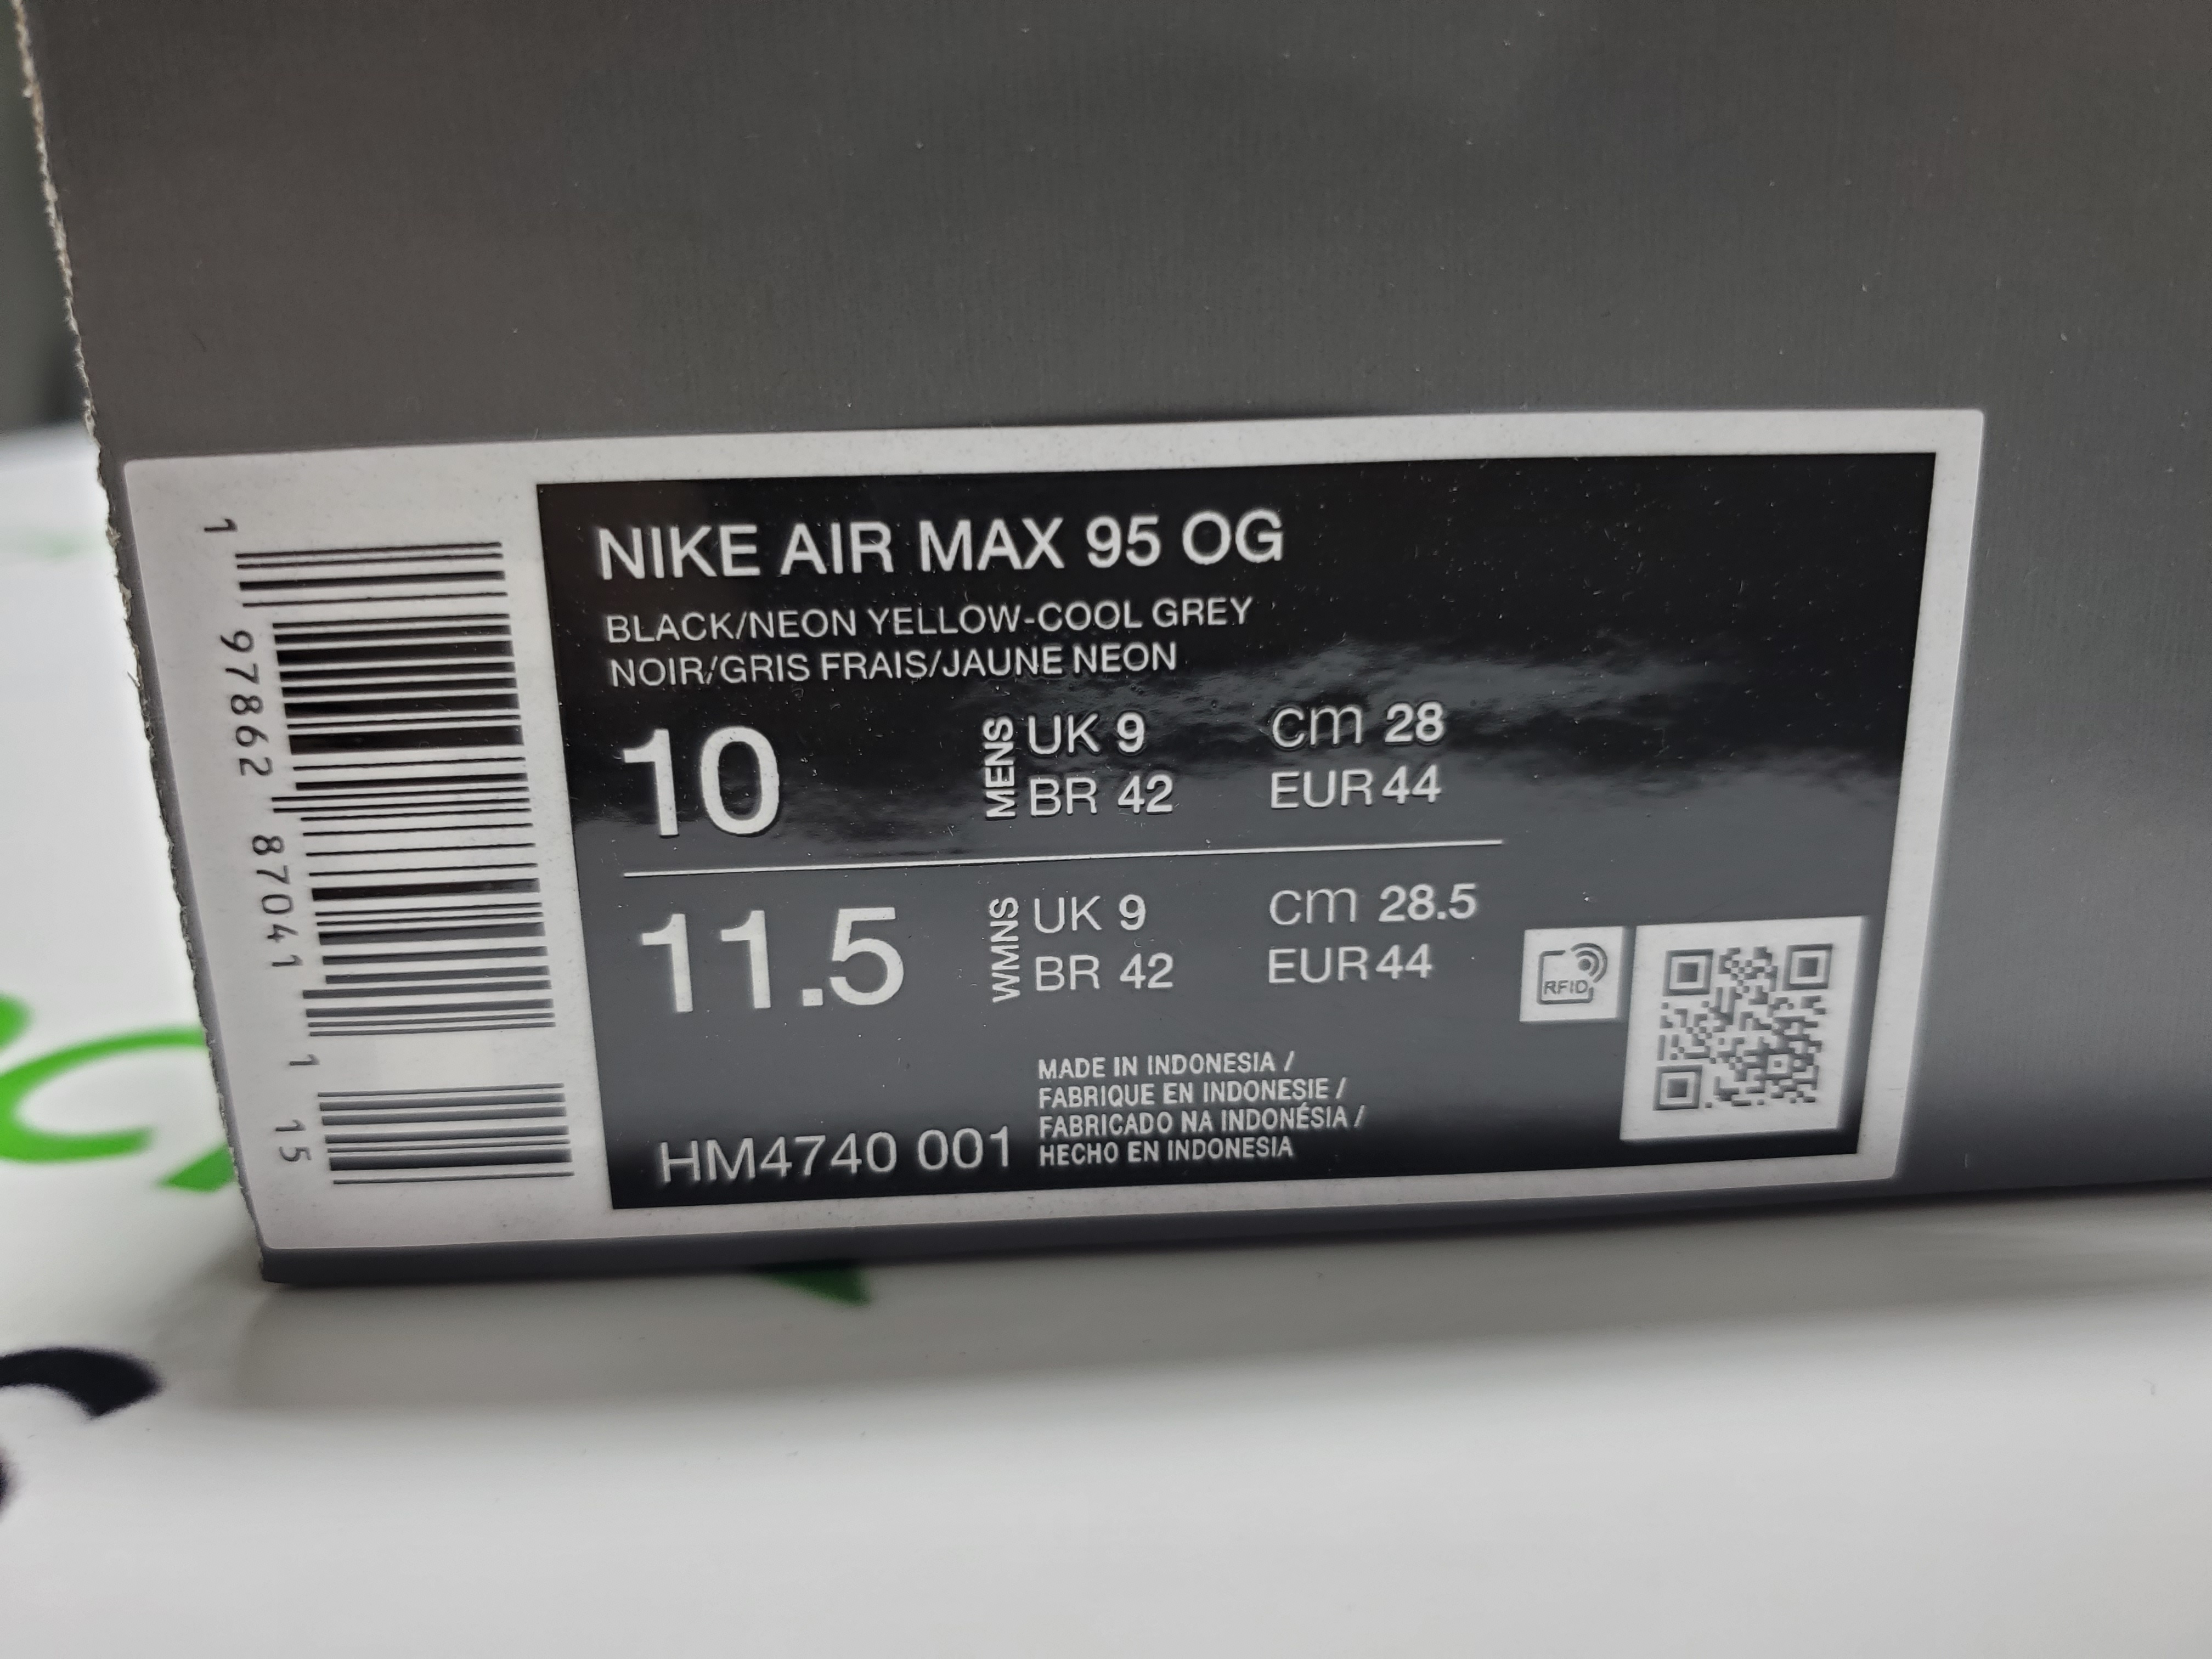 NIKE AIR MAX 95 OG
BLACK/NEON YELLOW-COOL GREY
NOIR/GRIS FRAIS/JAUNE NEON
10
MENS
UK 9 cm 28
BR 42 EUR 44
11.5
WMNS
UK 9 cm 28.5
BR 42 EUR 44
RFID
MADE IN INDONESIA /
FABRIQUE EN INDONESIE /
FABRICADO NA INDONÉSIA /
HECHO EN INDONESIA
HM4740 001
1 97862 87041 1 15